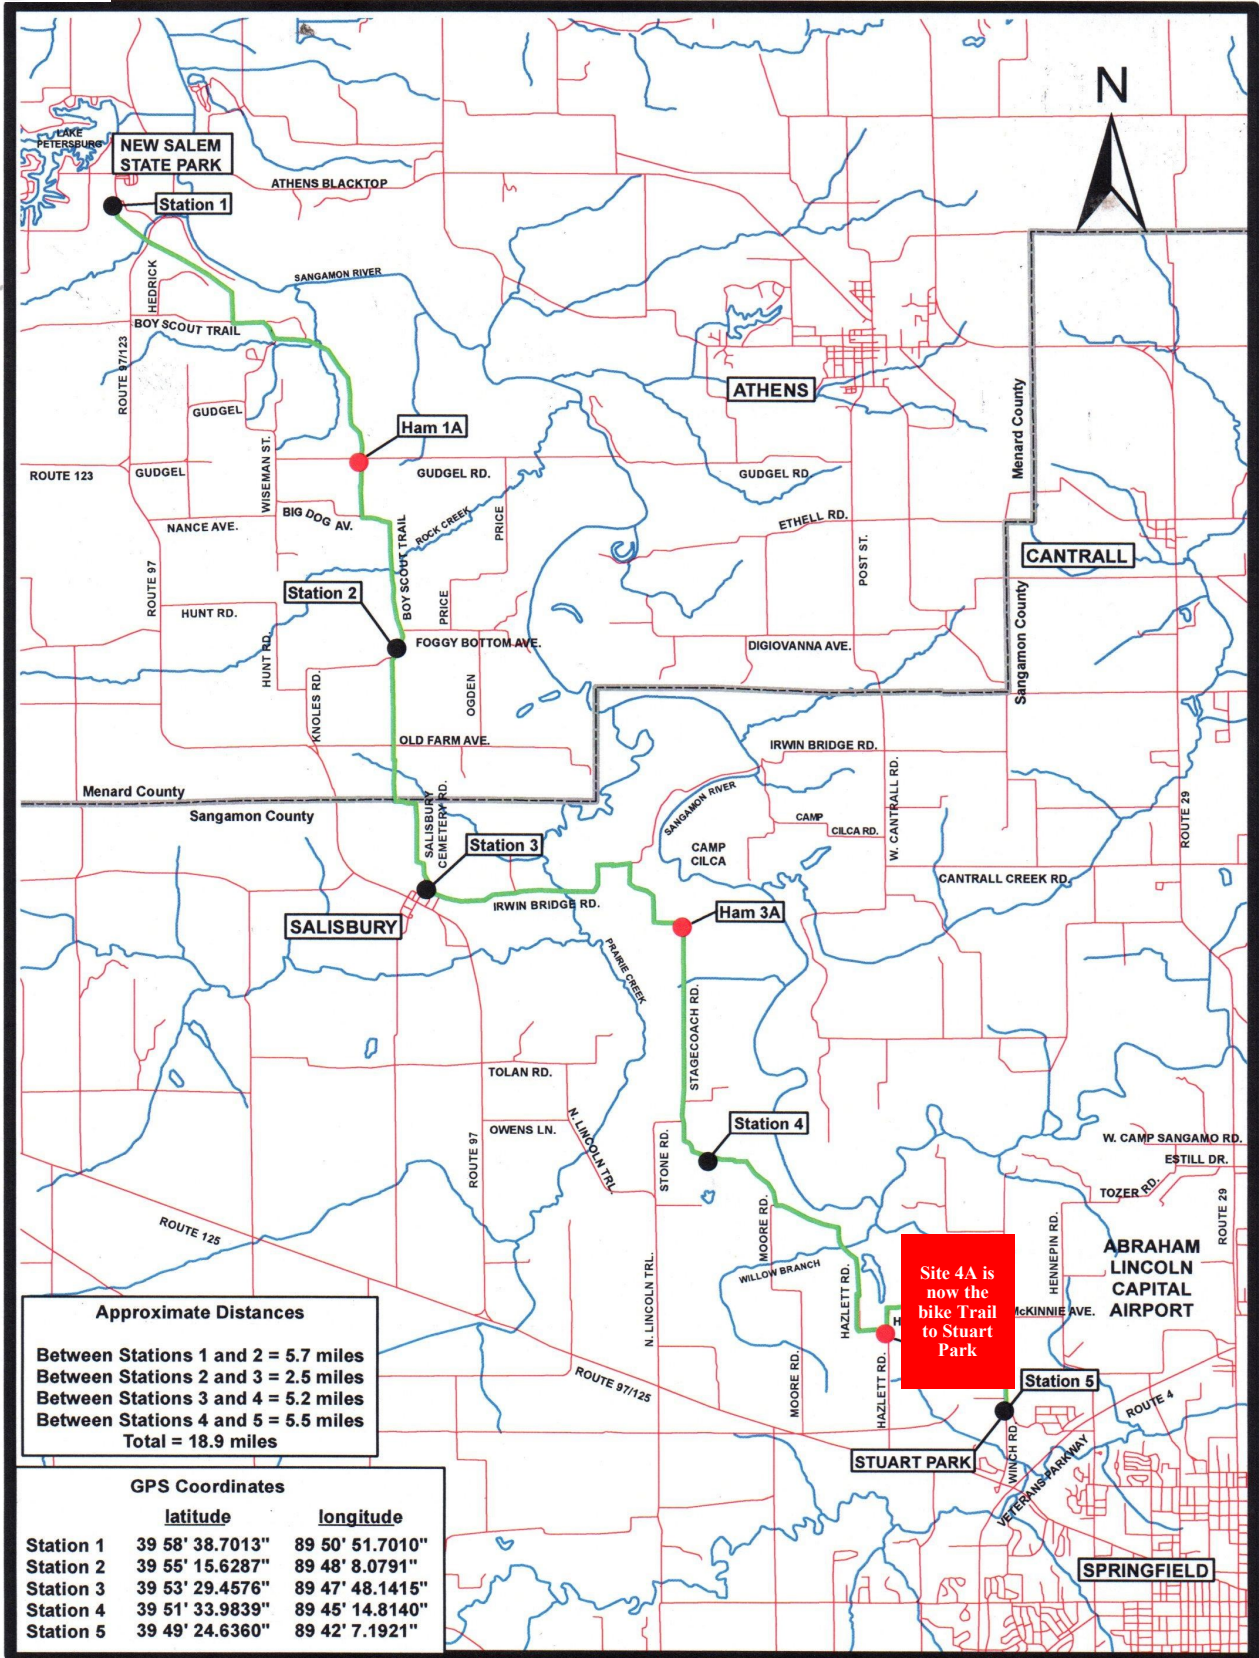 N
LAKE
PETERSBURG
NEW SALEM
STATE PARK
ATHENS BLACKTOP
Station 1
SANGAMON RIVER
HEDRICK
BOY SCOUT TRAIL
ROUTE 97/123
ATHENS
Menard County
GUDGEL
Ham 1A
ROUTE 123
GUDGEL
WISEMAN ST.
GUDGEL RD.
GUDGEL RD.
NANCE AVE.
BIG DOG AV.
BOY SCOUT TRAIL
ROCK CREEK
PRICE
ETHELL RD.
POST ST.
CANTRALL
ROUTE 97
Station 2
HUNT RD.
HUNT RD.
PRICE
FOGGY BOTTOM AVE.
DIGIOVANNA AVE.
Sangamon County
KNOLES RD.
OGDEN
OLD FARM AVE.
IRWIN BRIDGE RD.
Menard County
Sangamon County
SALISBURY
CEMETERY RD.
SANGAMON RIVER
CAMP
CILCA RD.
W. CANTRALL RD.
ROUTE 29
Station 3
CAMP
CILCA
CANTRALL CREEK RD.
IRWIN BRIDGE RD.
SALISBURY
Ham 3A
PRAIRIE CREEK
STAGECOACH RD.
TOLAN RD.
N. LINCOLN TRL.
OWENS LN.
ROUTE 97
STONE RD.
Station 4
W. CAMP SANGAMO RD.
ESTILL DR.
TOZER RD.
ROUTE 29
ROUTE 125
MOORE RD.
HENNEPIN RD.
ABRAHAM
LINCOLN
CAPITAL
AIRPORT
WILLOW BRANCH
N. LINCOLN TRL.
HAZLETT RD.
H
Site 4A is
now the
bike Trail
to Stuart
Park
McKINNIE AVE.
ROUTE 97/125
MOORE RD.
HAZLETT RD.
Station 5
ROUTE 4
STUART PARK
WINCH RD.
VETERANS PARKWAY
SPRINGFIELD
Approximate Distances
Between Stations 1 and 2 = 5.7 miles
Between Stations 2 and 3 = 2.5 miles
Between Stations 3 and 4 = 5.2 miles
Between Stations 4 and 5 = 5.5 miles
Total = 18.9 miles
GPS Coordinates
latitude longitude
Station 1 39 58' 38.7013" 89 50' 51.7010"
Station 2 39 55' 15.6287" 89 48' 8.0791"
Station 3 39 53' 29.4576" 89 47' 48.1415"
Station 4 39 51' 33.9839" 89 45' 14.8140"
Station 5 39 49' 24.6360" 89 42' 7.1921"